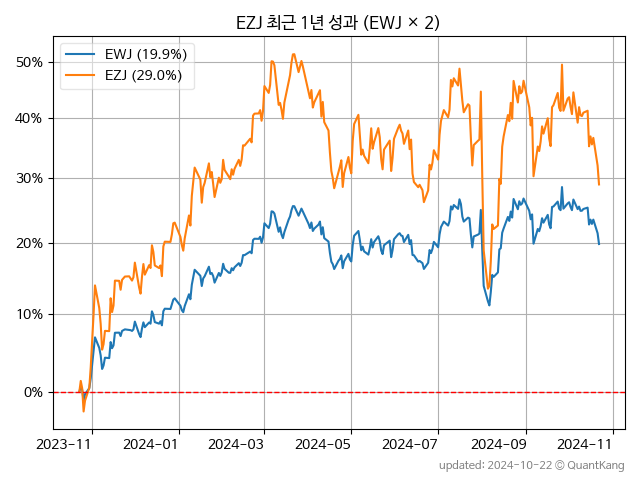 EZJ 최근 1년 성과 (EWJ × 2)
EWJ (19.9%)
EZJ (29.0%)
50%
40%
30%
20%
10%
0%
2023-11 2024-01 2024-03 2024-05 2024-07 2024-09 2024-11
updated: 2024-10-22 © QuantKang